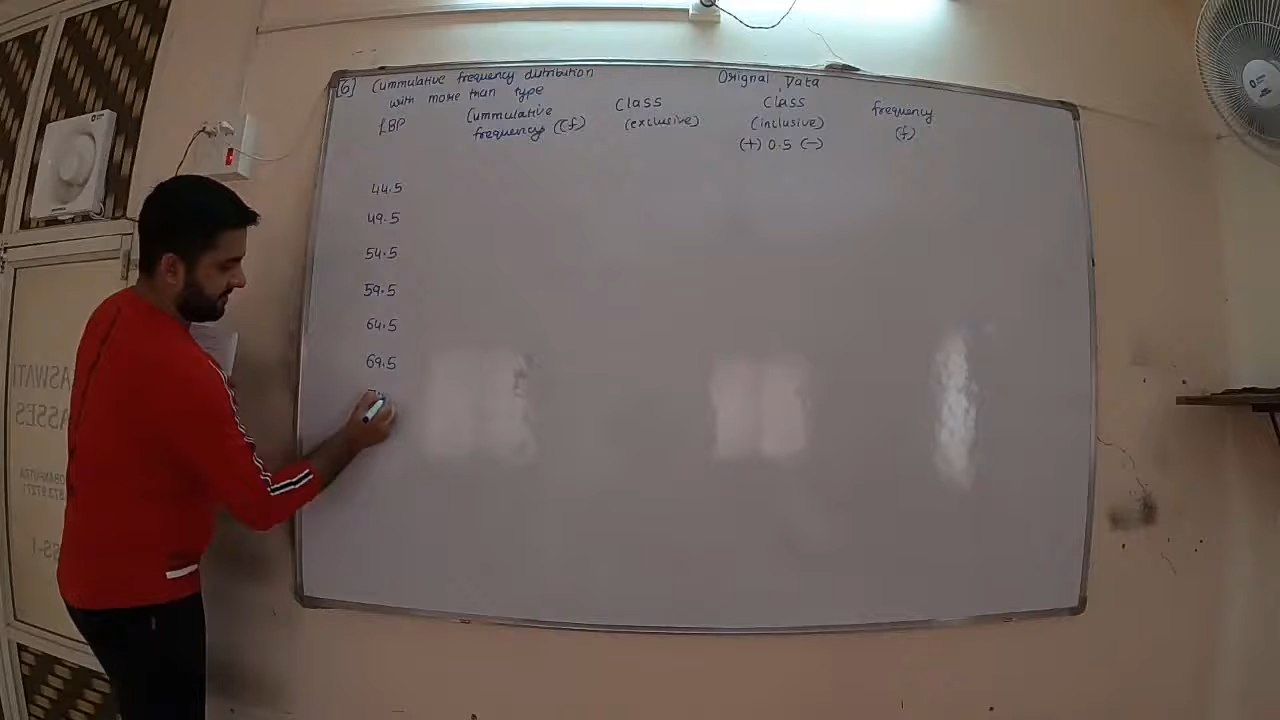 (6) Cummulative frequency dutribution
with more than type
LBP
Cummulative
frequency (Cf)
Class
(exclusive)
Orignal Data
Class
(inclusive)
(+) 0.5 (-)
frequency
(f)
44.5
49.5
54.5
59.5
64.5
69.5